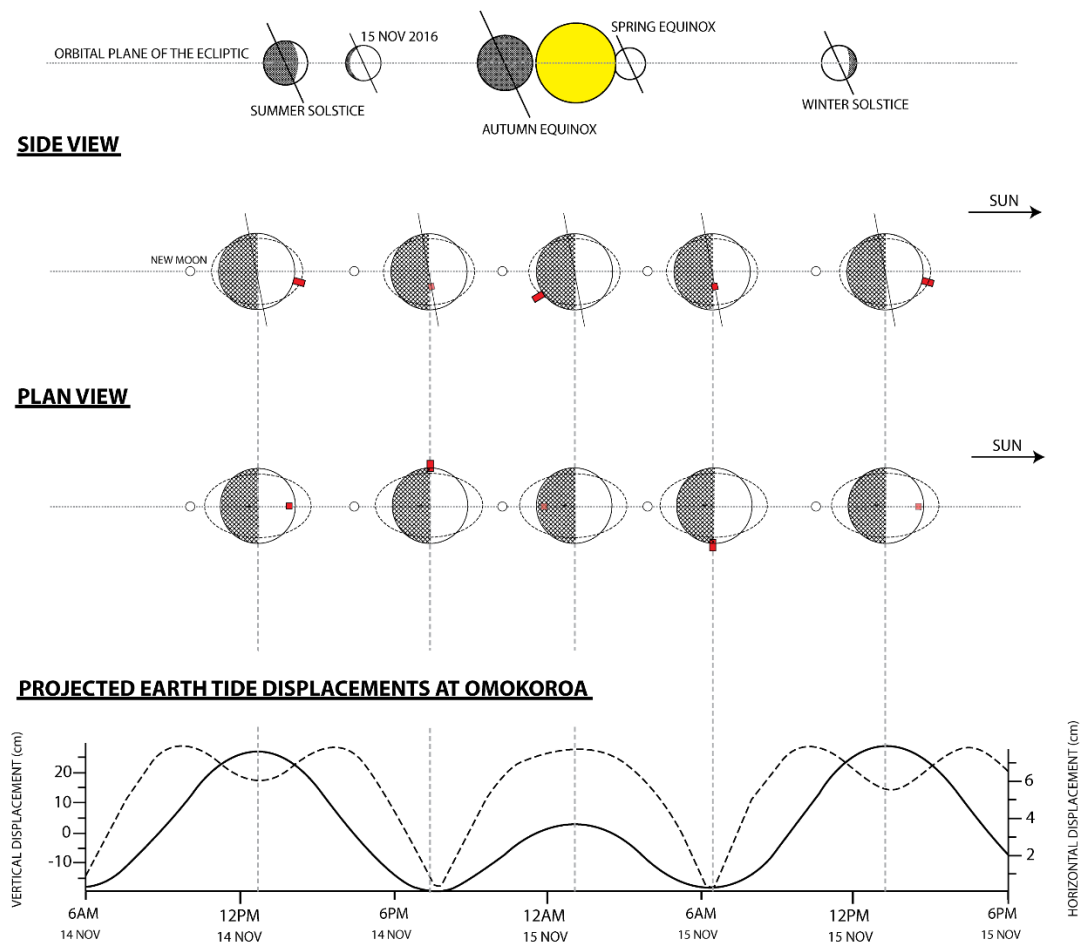 SPRING EQUINOX
15 NOV 2016
ORBITAL PLANE OF THE ECLIPTIC
SUMMER SOLSTICE
WINTER SOLSTICE
AUTUMN EQUINOX
SIDE VIEW
SUN
NEW MOON
PLAN VIEW
SUN
PROJECTED EARTH TIDE DISPLACEMENTS AT OMOKOROA
VERTICAL DISPLACEMENT (cm)
20
10
0
-10
HORIZONTAL DISPLACEMENT (cm)
6
4
2
6AM
14 NOV
12PM
14 NOV
6PM
14 NOV
12AM
15 NOV
6AM
15 NOV
12PM
15 NOV
6PM
15 NOV